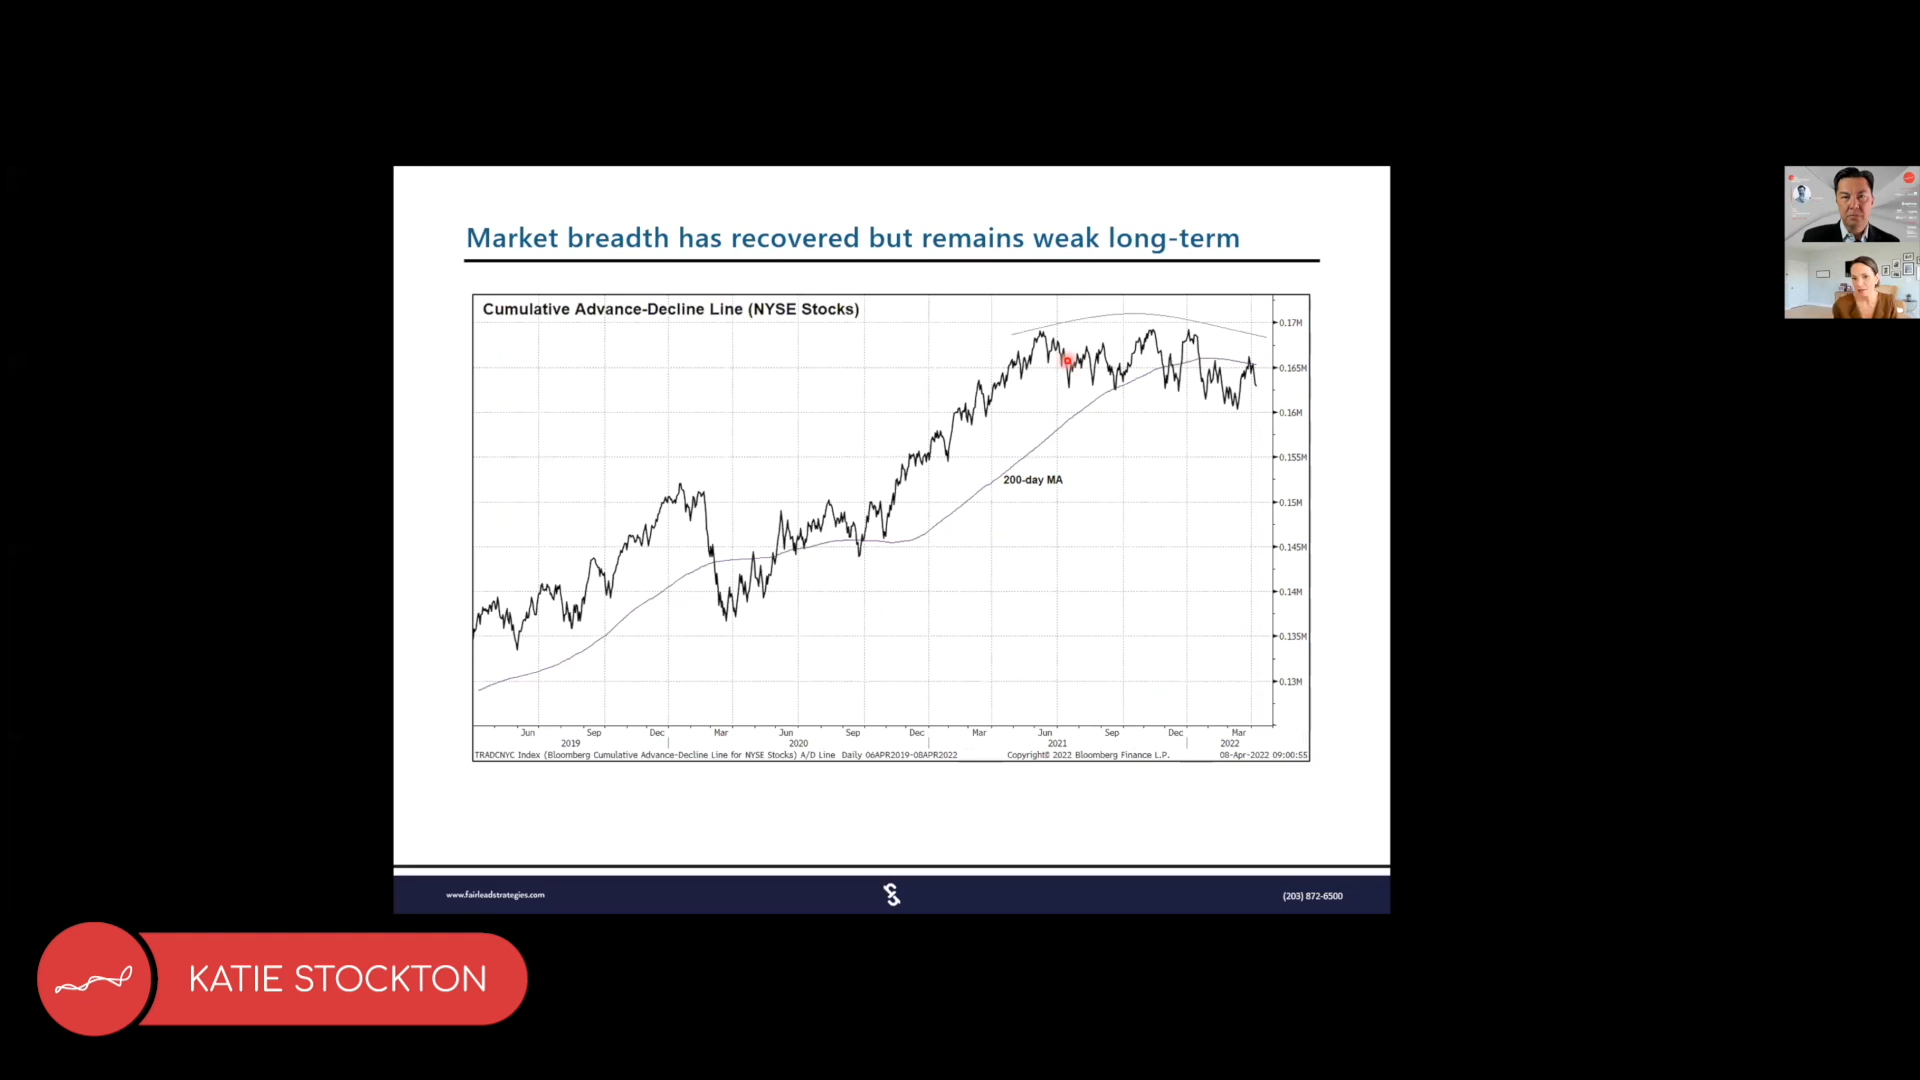 Market breadth has recovered but remains weak long-term
Cumulative Advance-Decline Line (NYSE Stocks)
0.17M
0.165M
0.16M
0.155M
200-day MA
0.15M
0.145M
0.14M
0.135M
0.13M
Jun Sep Dec Mar Jun Sep Dec Mar Jun Sep Dec Mar
2019 2020 2021 2022
TRADCNYC Index (Bloomberg Cumulative Advance-Decline Line for NYSE Stocks) A/D Line Daily 06APR2019-08APR2022 Copyright© 2022 Bloomberg Finance L.P. 08-Apr-2022 09:00:55
www.fairleadstrategies.com
(203) 872-6500
KATIE STOCKTON